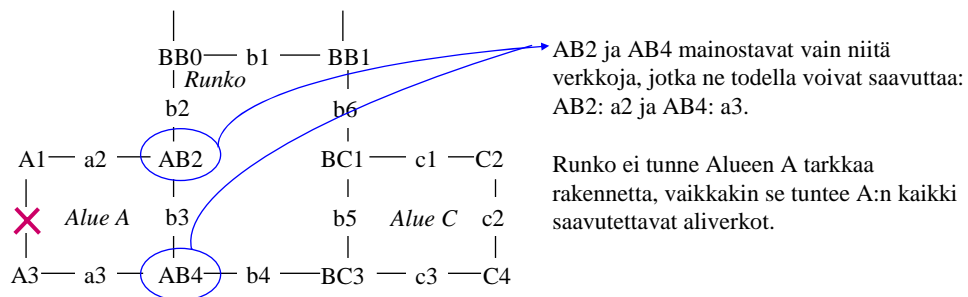 BB0 b1 BB1
Runko
b2 b6
A1 a2 AB2 BC1 c1 C2
Alue A b3 b5 Alue C c2
A3 a3 AB4 b4 BC3 c3 C4
AB2 ja AB4 mainostavat vain niitä
verkkoja, jotka ne todella voivat saavuttaa:
AB2: a2 ja AB4: a3.
Runko ei tunne Alueen A tarkkaa
rakennetta, vaikkakin se tuntee A:n kaikki
saavutettavat aliverkot.